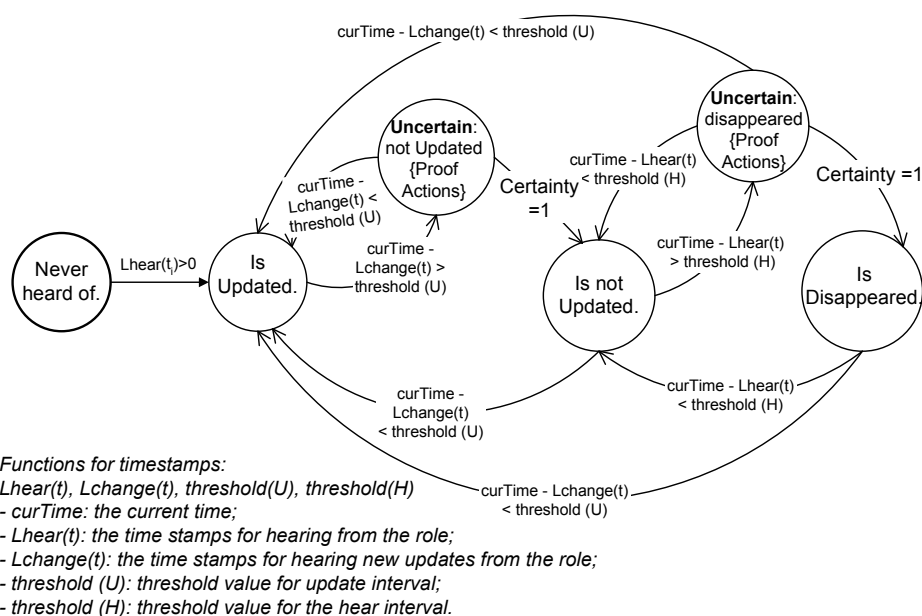 curTime - Lchange(t) < threshold (U)
Uncertain:
not Updated
{Proof
Actions}
Uncertain:
disappeared
{Proof
Actions}
curTime -
Lchange(t) <
threshold (U)
Certainty
=1
curTime - Lhear(t)
< threshold (H)
Certainty =1
curTime -
Lchange(t) >
threshold (U)
curTime - Lhear(t)
> threshold (H)
Never
heard of.
Lhear(ti)>0
Is
Updated.
Is not
Updated.
Is
Disappeared.
curTime -
Lchange(t)
< threshold (U)
curTime - Lhear(t)
< threshold (H)
curTime - Lchange(t)
< threshold (U)
Functions for timestamps:
Lhear(t), Lchange(t), threshold(U), threshold(H)
- curTime: the current time;
- Lhear(t): the time stamps for hearing from the role;
- Lchange(t): the time stamps for hearing new updates from the role;
- threshold (U): threshold value for update interval;
- threshold (H): threshold value for the hear interval.